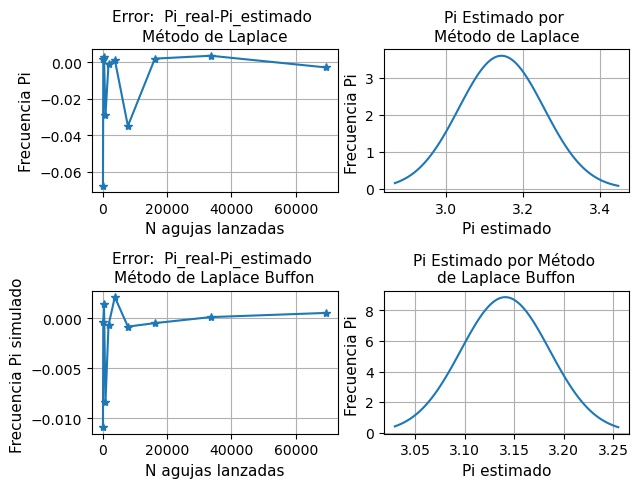 Error:  Pi_real-Pi_estimado
Método de Laplace
Frecuencia Pi
0.00
−0.02
−0.04
−0.06
0 20000 40000 60000
N agujas lanzadas
Pi Estimado por
Método de Laplace
Frecuencia Pi
3
2
1
0
3.0 3.2 3.4
Pi estimado
Error:  Pi_real-Pi_estimado
Método de Laplace Buffon
Frecuencia Pi simulado
0.000
−0.005
−0.010
0 20000 40000 60000
N agujas lanzadas
Pi Estimado por Método
de Laplace Buffon
Frecuencia Pi
8
6
4
2
0
3.05 3.10 3.15 3.20 3.25
Pi estimado